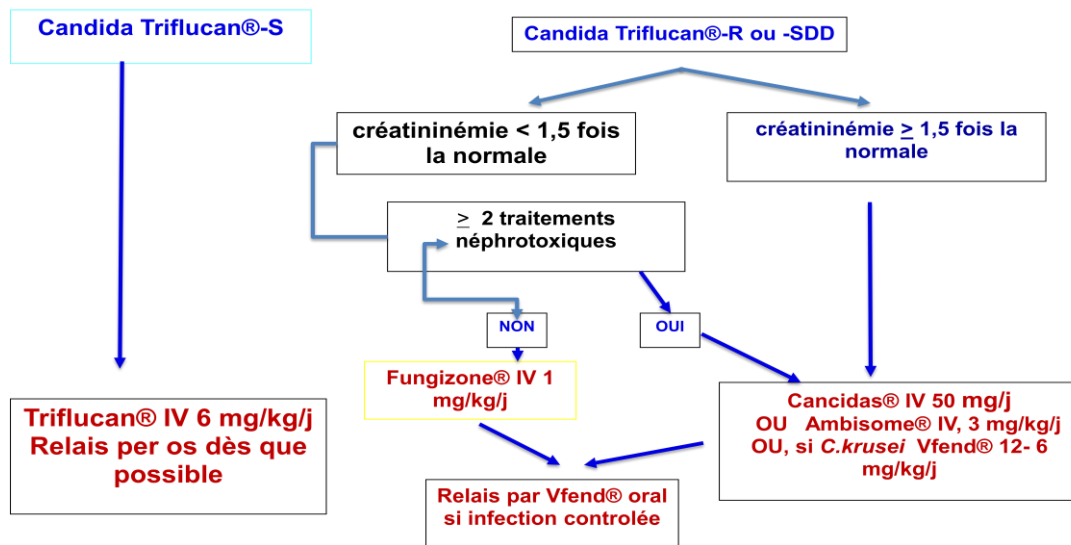 Candida Triflucan®-S
Candida Triflucan®-R ou -SDD
créatininémie < 1,5 fois
la normale
créatininémie ≥ 1,5 fois la
normale
≥ 2 traitements
néphrotoxiques
NON
OUI
Fungizone® IV 1
mg/kg/j
Triflucan® IV 6 mg/kg/j
Relais per os dès que
possible
Cancidas® IV 50 mg/j
OU Ambisome® IV, 3 mg/kg/j
OU, si C.krusei Vfend® 12- 6
mg/kg/j
Relais par Vfend® oral
si infection controlée